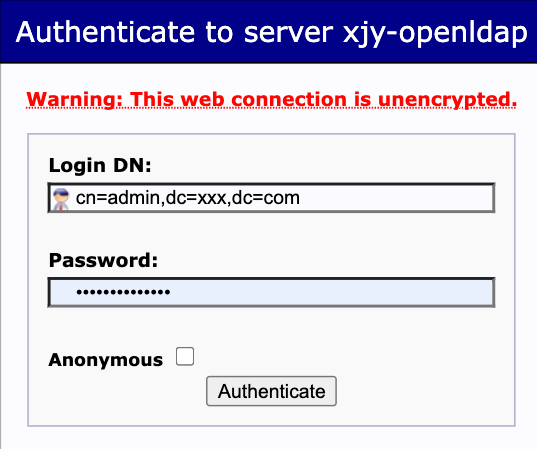 Authenticate to server xjy-openldap
Warning: This web connection is unencrypted.
Login DN:
cn=admin,dc=xxx,dc=com
Password:
••••••••••••••
Anonymous
Authenticate